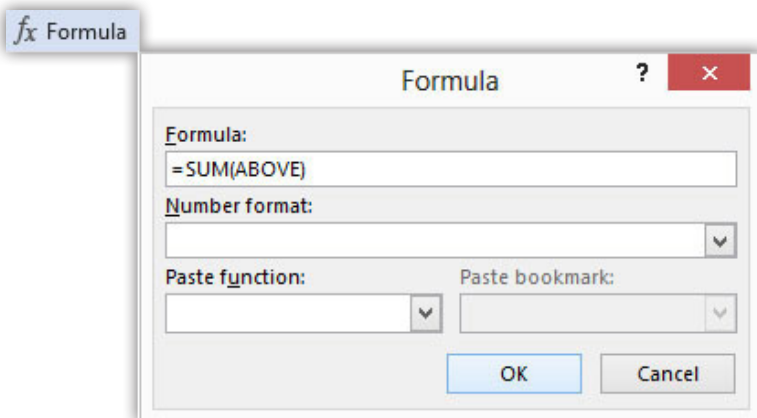 fx Formula
Formula ? ×
Formula:
=SUM(ABOVE)
Number format:
Paste function: Paste bookmark:
OK Cancel